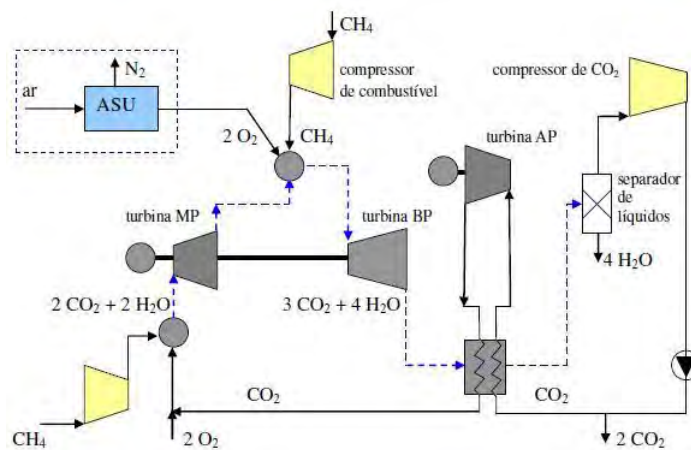 CH₄
N₂
compressor
de combustível
compressor de CO₂
ar
ASU
2 O₂
CH₄
turbina AP
separador
de
líquidos
turbina MP
turbina BP
4 H₂O
2 CO₂ + 2 H₂O
3 CO₂ + 4 H₂O
CO₂
CO₂
CH₄
2 O₂
2 CO₂